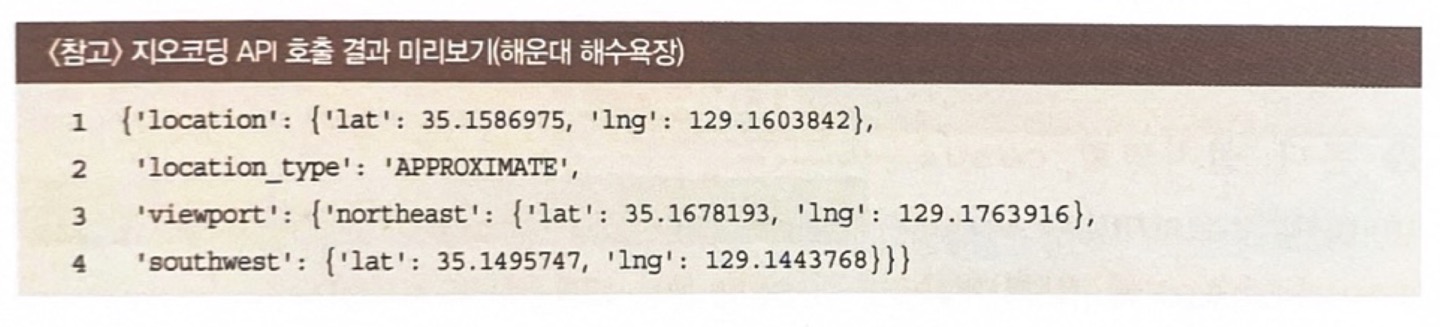 〈참고〉 지오코딩 API 호출 결과 미리보기(해운대 해수욕장)
1 {'location': {'lat': 35.1586975, 'lng': 129.1603842},
2 'location_type': 'APPROXIMATE',
3 'viewport': {'northeast': {'lat': 35.1678193, 'lng': 129.1763916},
4 'southwest': {'lat': 35.1495747, 'lng': 129.1443768}}}